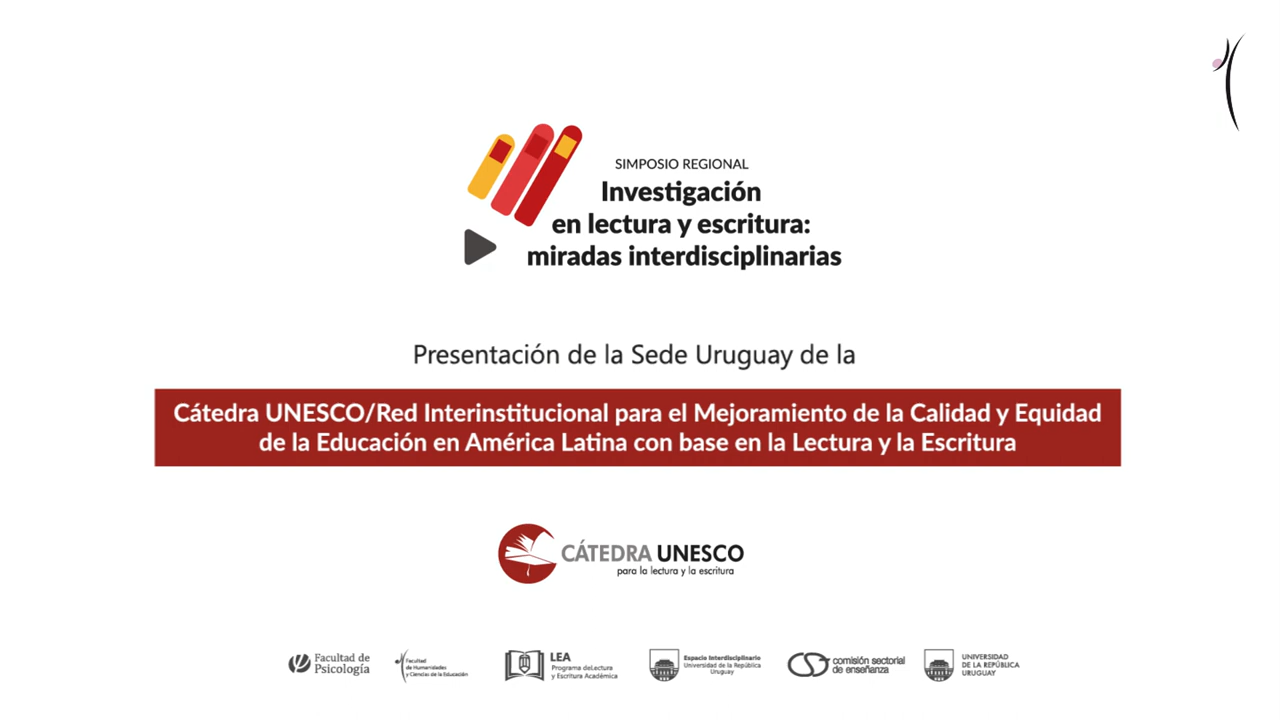 SIMPOSIO REGIONAL
Investigación
en lectura y escritura:
miradas interdisciplinarias
Presentación de la Sede Uruguay de la
Cátedra UNESCO/Red Interinstitucional para el Mejoramiento de la Calidad y Equidad
de la Educación en América Latina con base en la Lectura y la Escritura
CÁTEDRA UNESCO
para la lectura y la escritura
Facultad de
Psicología
Facultad
de Humanidades
y Ciencias de la Educación
LEA
Programa deLectura
y Escritura Académica
Espacio Interdisciplinario
Universidad de la República
Uruguay
comisión sectorial
de enseñanza
UNIVERSIDAD
DE LA REPÚBLICA
URUGUAY